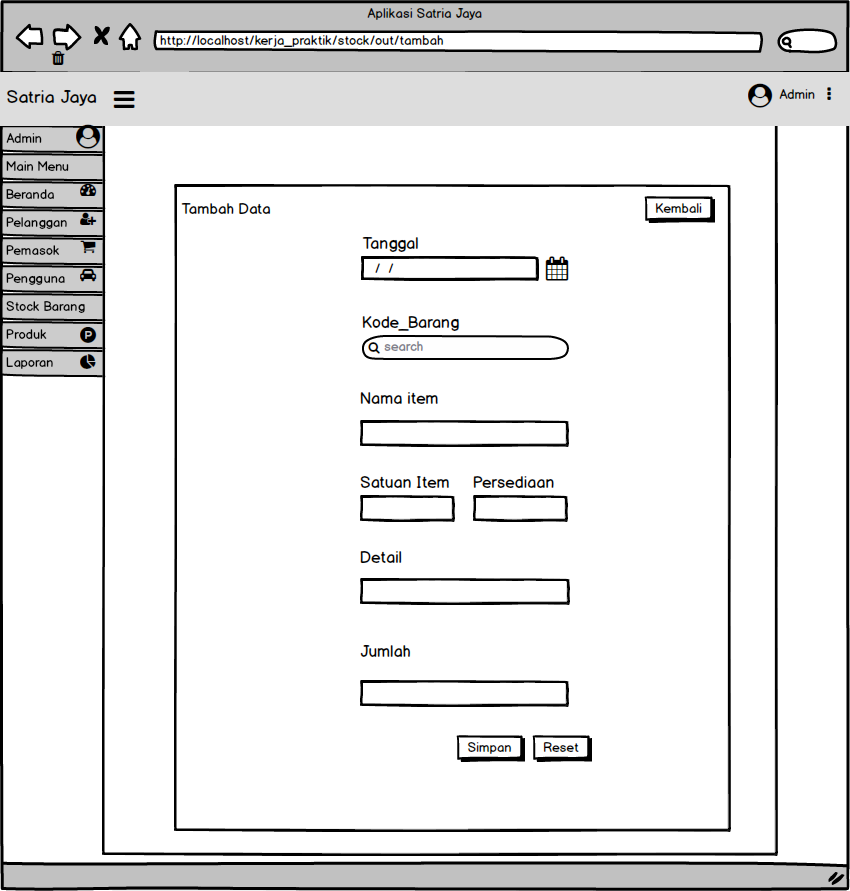 Aplikasi Satria Jaya
http://localhost/kerja_praktik/stock/out/tambah
Satria Jaya
Admin
Admin
Main Menu
Beranda
Pelanggan
Pemasok
Pengguna
Stock Barang
Produk
P
Laporan
Tambah Data
Kembali
Tanggal
/ /
Kode_Barang
search
Nama item
Satuan Item Persediaan
Detail
Jumlah
Simpan Reset